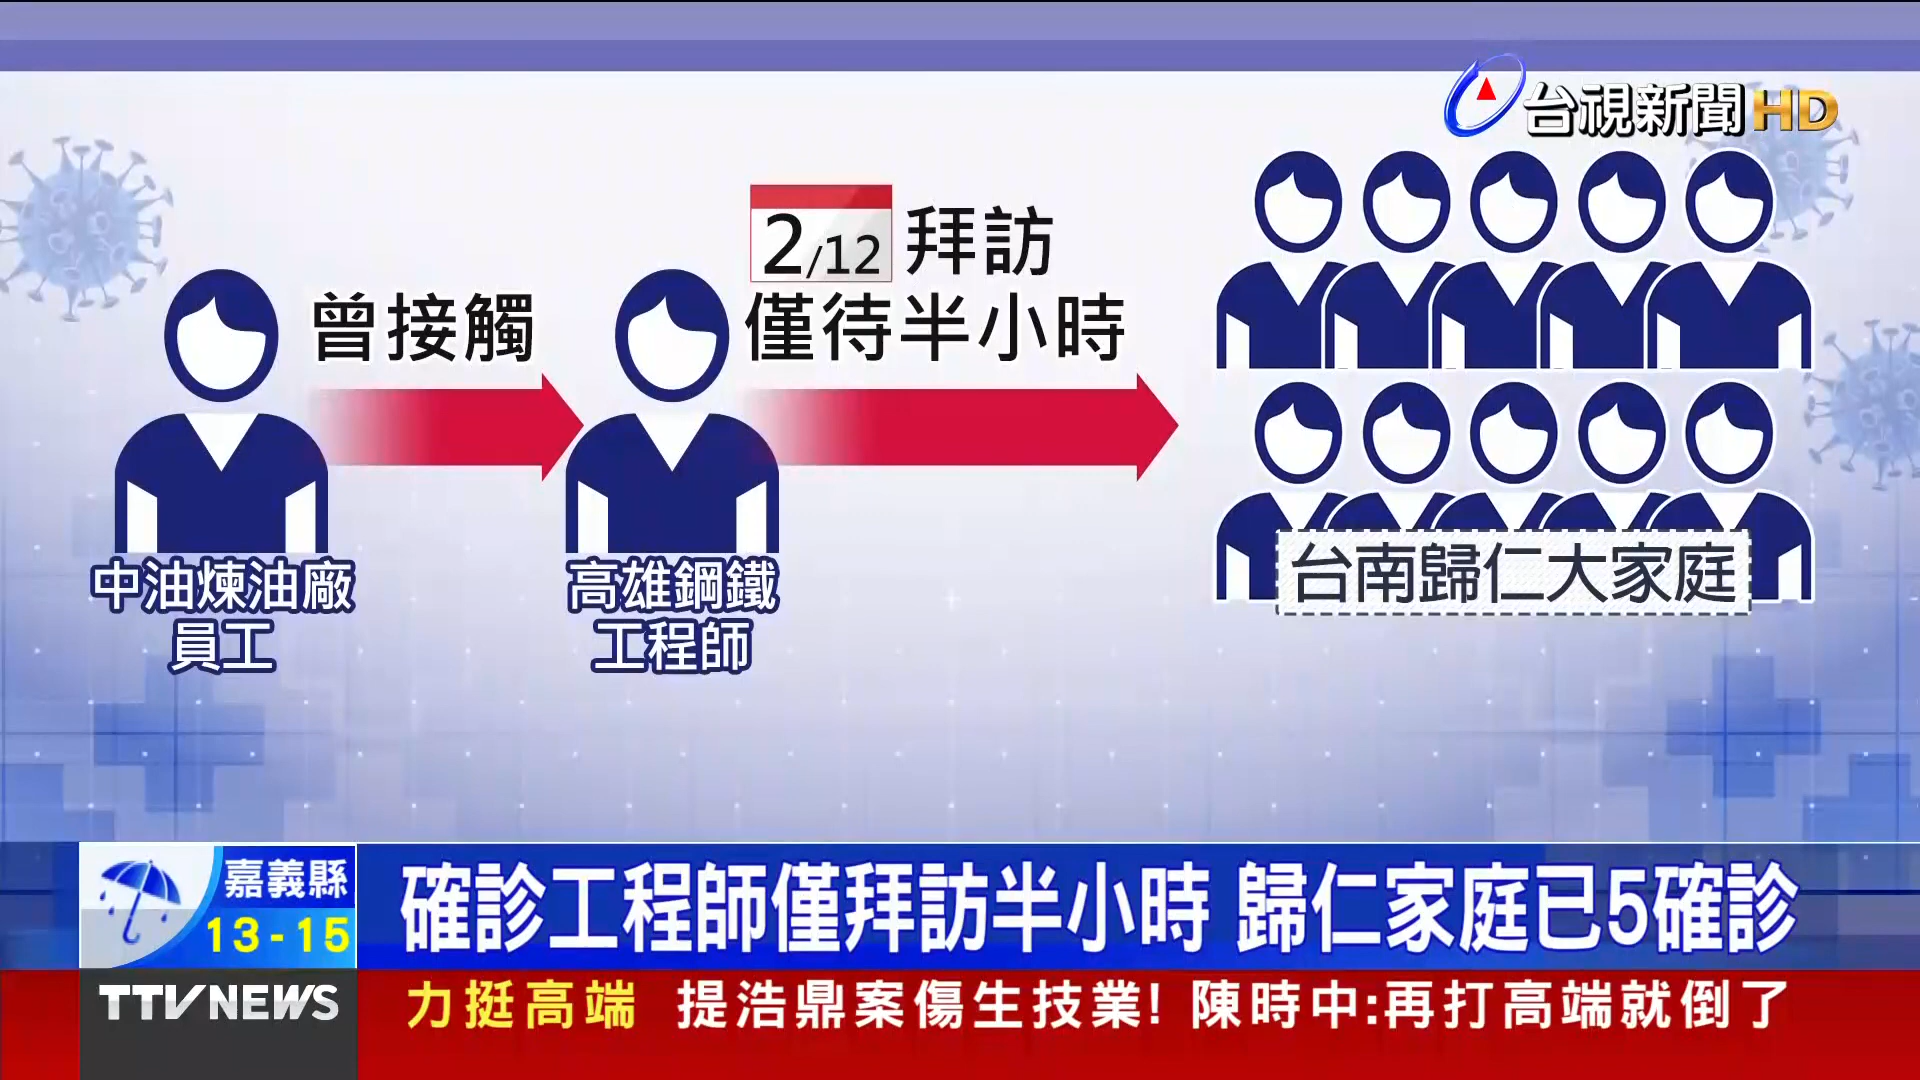 台視新聞HD
2/12 拜訪
僅待半小時
曾接觸
中油煉油廠
員工
高雄鋼鐵
工程師
台南歸仁大家庭
嘉義縣
13-15
確診工程師僅拜訪半小時 歸仁家庭已5確診
TTV NEWS
力挺高端 提浩鼎案傷生技業! 陳時中:再打高端就倒了